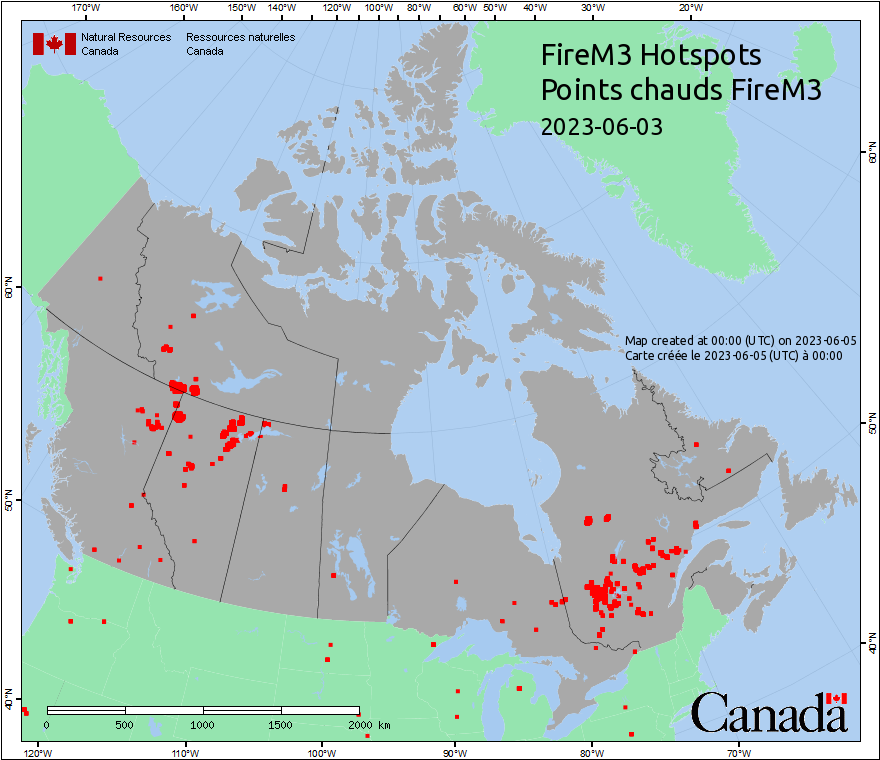 170°W 160°W 150°W 140°W 120°W 100°W 80°W 60°W 50°W 40°W 30°W 20°W
Natural Resources Ressources naturelles
Canada Canada
FireM3 Hotspots
Points chauds FireM3
2023-06-03
60°N
60°N
Map created at 00:00 (UTC) on 2023-06-05
Carte créée le 2023-06-05 (UTC) à 00:00
50°N
50°N
40°N
40°N
Canada
0 500 1000 1500 2000 km
120°W 110°W 100°W 90°W 80°W 70°W